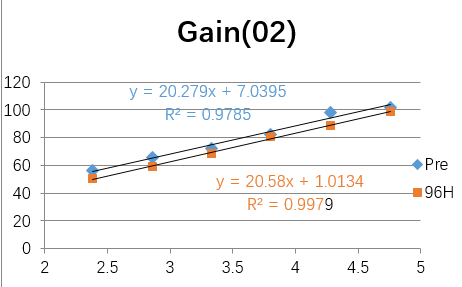 Gain(02)
120
y = 20.279x + 7.0395
100
R² = 0.9785
80
Pre
60
y = 20.58x + 1.0134
96H
40
R² = 0.9979
20
0
2 2.5 3 3.5 4 4.5 5